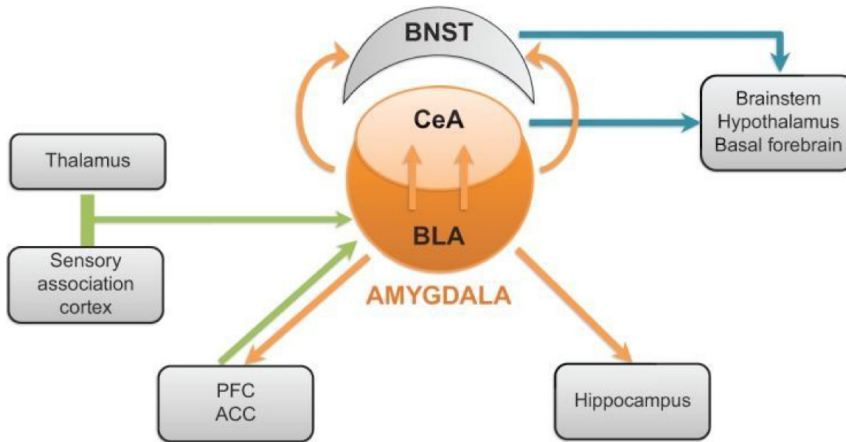 BNST
CeA
BLA
AMYGDALA
Brainstem
Hypothalamus
Basal forebrain
Thalamus
Sensory
association
cortex
PFC
ACC
Hippocampus